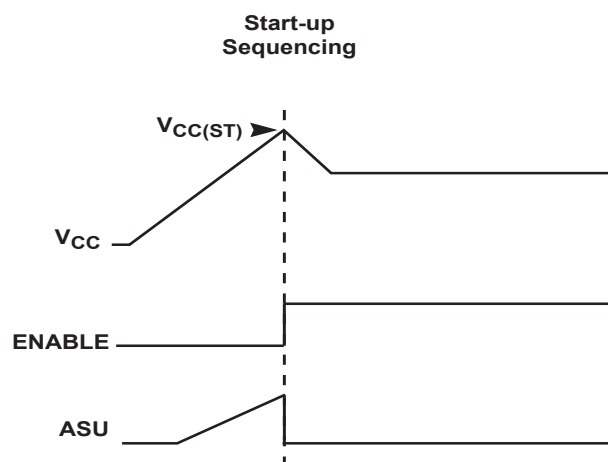 Start-up
Sequencing
VCC(ST)
VCC
ENABLE
ASU